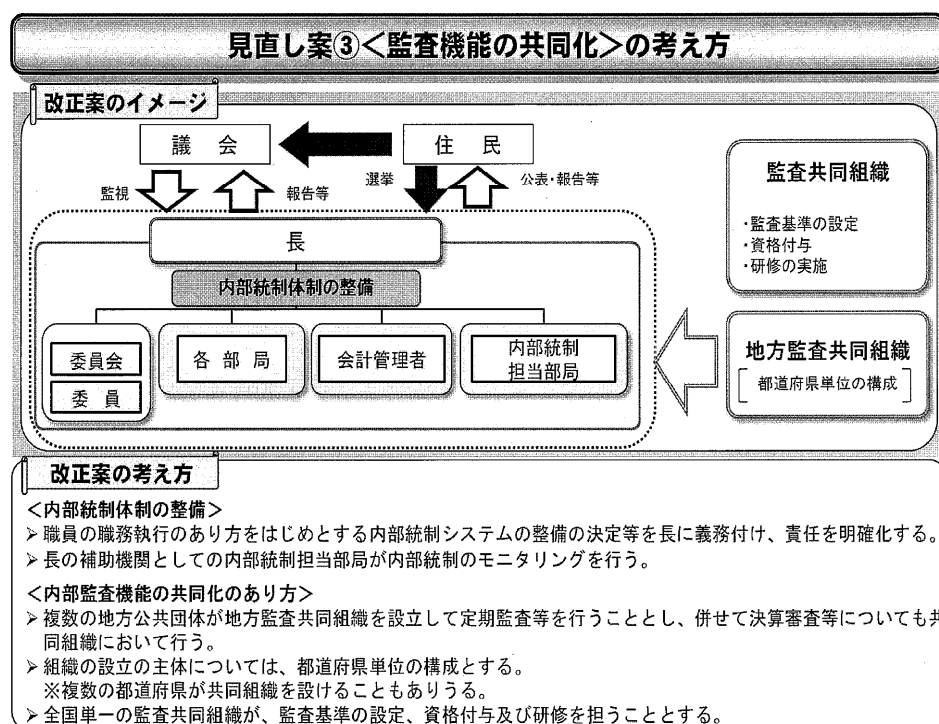 見直し案③＜監査機能の共同化＞の考え方
改正案のイメージ
議　会
住　民
監視
報告等
選挙
公表・報告等
長
内部統制体制の整備
委員会
委　員
各　部　局
会計管理者
内部統制
担当部局
監査共同組織
・監査基準の設定
・資格付与
・研修の実施
地方監査共同組織
都道府県単位の構成
改正案の考え方
＜内部統制体制の整備＞
➢職員の職務執行のあり方をはじめとする内部統制システムの整備の決定等を長に義務付け、責任を明確化する。
➢長の補助機関としての内部統制担当部局が内部統制のモニタリングを行う。
＜内部監査機能の共同化のあり方＞
➢複数の地方公共団体が地方監査共同組織を設立して定期監査等を行うこととし、併せて決算審査等についても共
同組織において行う。
➢組織の設立の主体については、都道府県単位の構成とする。
※複数の都道府県が共同組織を設けることもありうる。
➢全国単一の監査共同組織が、監査基準の設定、資格付与及び研修を担うこととする。